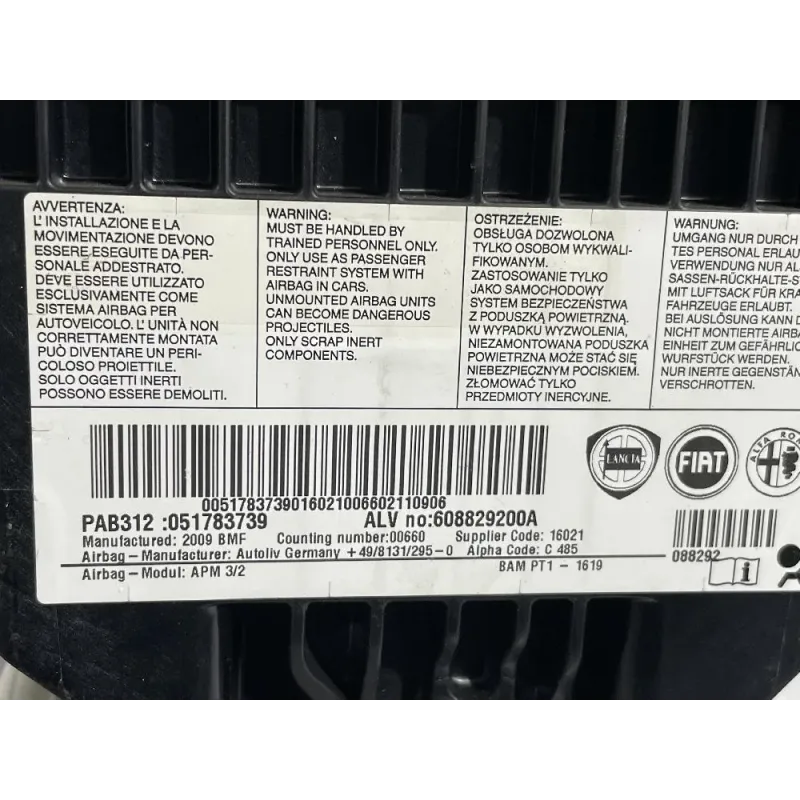 AVVERTENZA:
L' INSTALLAZIONE E LA
MOVIMENTAZIONE DEVONO
ESSERE ESEGUITE DA PER-
SONALE ADDESTRATO.
DEVE ESSERE UTILIZZATO
ESCLUSIVAMENTE COME
SISTEMA AIRBAG PER
AUTOVEICOLO. L' UNITÀ NON
CORRETTAMENTE MONTATA
PUÒ DIVENTARE UN PERI-
COLOSO PROIETTILE.
SOLO OGGETTI INERTI
POSSONO ESSERE DEMOLITI.
WARNING:
MUST BE HANDLED BY
TRAINED PERSONNEL ONLY.
ONLY USE AS PASSENGER
RESTRAINT SYSTEM WITH
AIRBAG IN CARS.
UNMOUNTED AIRBAG UNITS
CAN BECOME DANGEROUS
PROJECTILES.
ONLY SCRAP INERT
COMPONENTS.
OSTRZEŻENIE:
OBSŁUGA DOZWOLONA
TYLKO OSOBOM WYKWALI-
FIKOWANYM.
ZASTOSOWANIE TYLKO
JAKO SAMOCHODOWY
SYSTEM BEZPIECZEŃSTWA
Z PODUSZKĄ POWIETRZNĄ.
W WYPADKU WYZWOLENIA,
NIEZAMONTOWANA PODUSZKA
POWIETRZNA MOŻE STAĆ SIĘ
NIEBEZPIECZNYM POCISKIEM.
ZŁOMOWAĆ TYLKO
PRZEDMIOTY INERCYJNE.
WARNUNG:
UMGANG NUR DURCH
TES PERSONAL ERLAU
VERWENDUNG NUR AL
SASSEN-RÜCKHALTE-S
MIT LUFTSACK FÜR KRA
FAHRZEUGE ERLAUBT.
BEI AUSLÖSUNG KANN D
NICHT MONTIERTE AIRBA
EINHEIT ZUM GEFÄHRLIC
WURFSTÜCK WERDEN.
NUR INERTE GEGENSTÄN
VERSCHROTTEN.
LANCIA
FIAT
ALFA ROM
0051783739016021006602110906
PAB312 :051783739 ALV no:608829200A
Manufactured: 2009 BMF Counting number:00660 Supplier Code: 16021
Airbag-Manufacturer: Autoliv Germany +49/8131/295-0 Alpha Code: C 485
Airbag-Modul: APM 3/2 BAM PT1 - 1619
088292
i